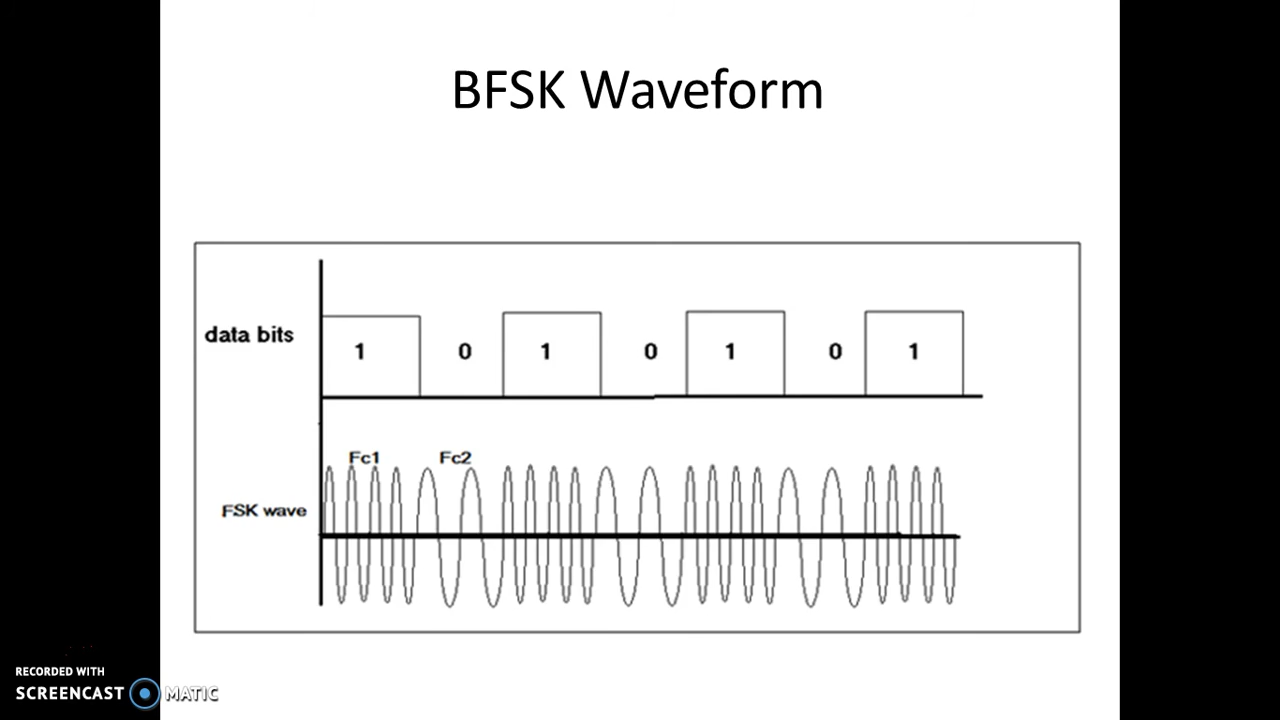 BFSK Waveform
data bits
1 0 1 0 1 0 1
Fc1 Fc2
FSK wave
RECORDED WITH
SCREENCAST MATIC